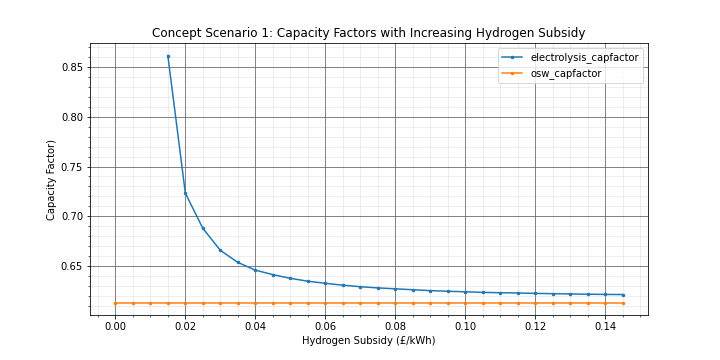 Concept Scenario 1: Capacity Factors with Increasing Hydrogen Subsidy
electrolysis_capfactor
osw_capfactor
Capacity Factor)
0.85
0.80
0.75
0.70
0.65
0.00 0.02 0.04 0.06 0.08 0.10 0.12 0.14
Hydrogen Subsidy (£/kWh)